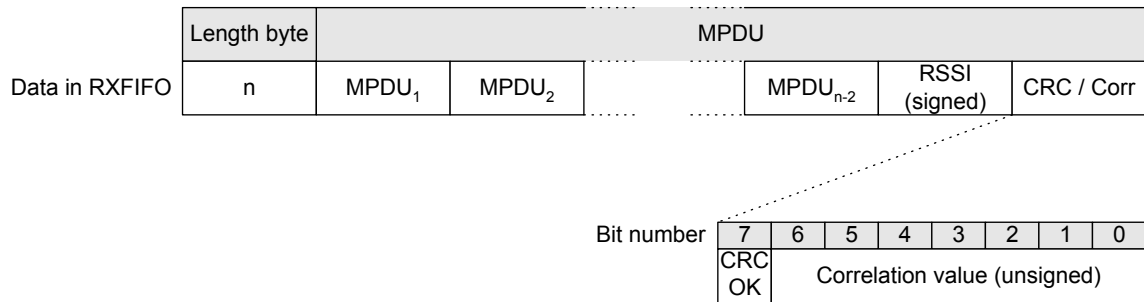 Length byte MPDU
Data in RXFIFO n MPDU1 MPDU2 MPDUn-2 RSSI (signed) CRC / Corr
Bit number 7 6 5 4 3 2 1 0
CRC OK Correlation value (unsigned)